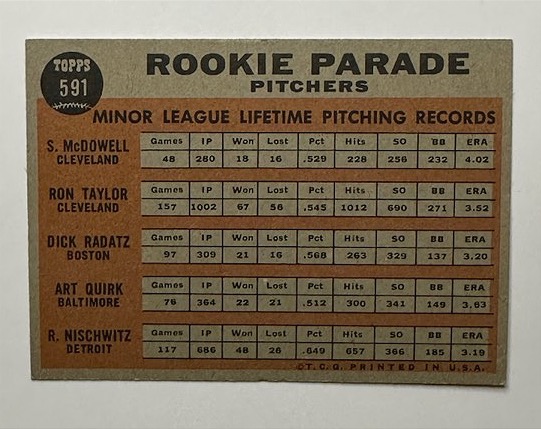 TOPPS
591
ROOKIE PARADE
PITCHERS
MINOR LEAGUE LIFETIME PITCHING RECORDS
S. McDOWELL
CLEVELAND
Games IP Won Lost Pct Hits SO BB ERA
48 280 18 16 .529 228 256 232 4.02
RON TAYLOR
CLEVELAND
Games IP Won Lost Pct Hits SO BB ERA
157 1002 67 56 .545 1012 690 271 3.52
DICK RADATZ
BOSTON
Games IP Won Lost Pct Hits SO BB ERA
97 309 21 16 .568 263 329 137 3.20
ART QUIRK
BALTIMORE
Games IP Won Lost Pct Hits SO BB ERA
76 364 22 21 .512 300 341 149 3.63
R. NISCHWITZ
DETROIT
Games IP Won Lost Pct Hits SO BB ERA
117 686 48 26 .649 657 366 185 3.19
©T.C.G. PRINTED IN U.S.A.